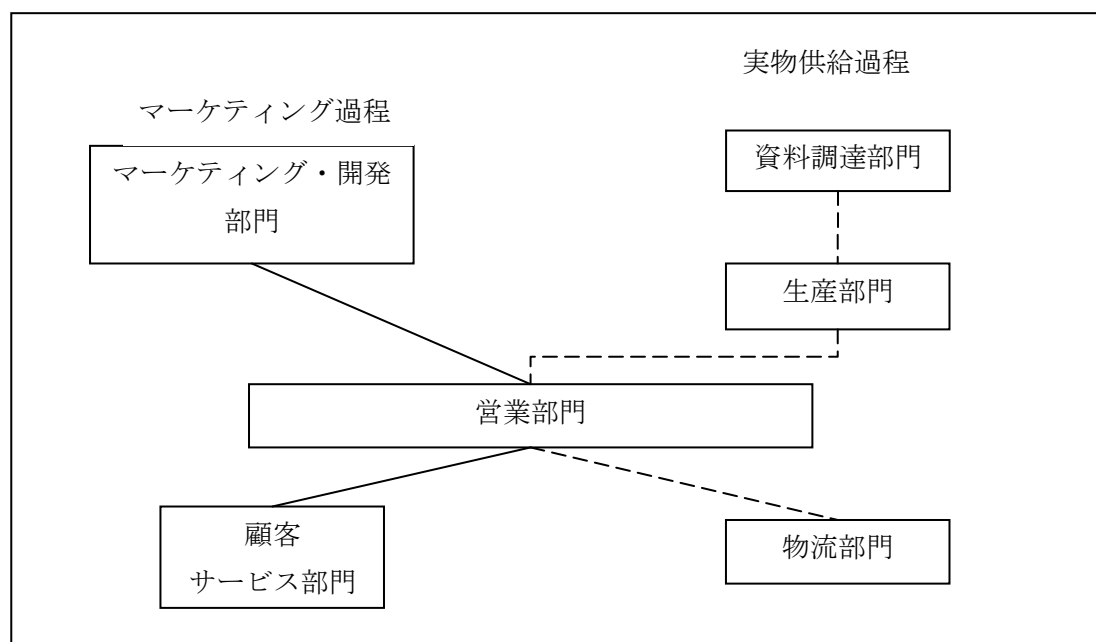 実物供給過程
マーケティング過程
マーケティング・開発
部門
資料調達部門
生産部門
営業部門
顧客
サービス部門
物流部門